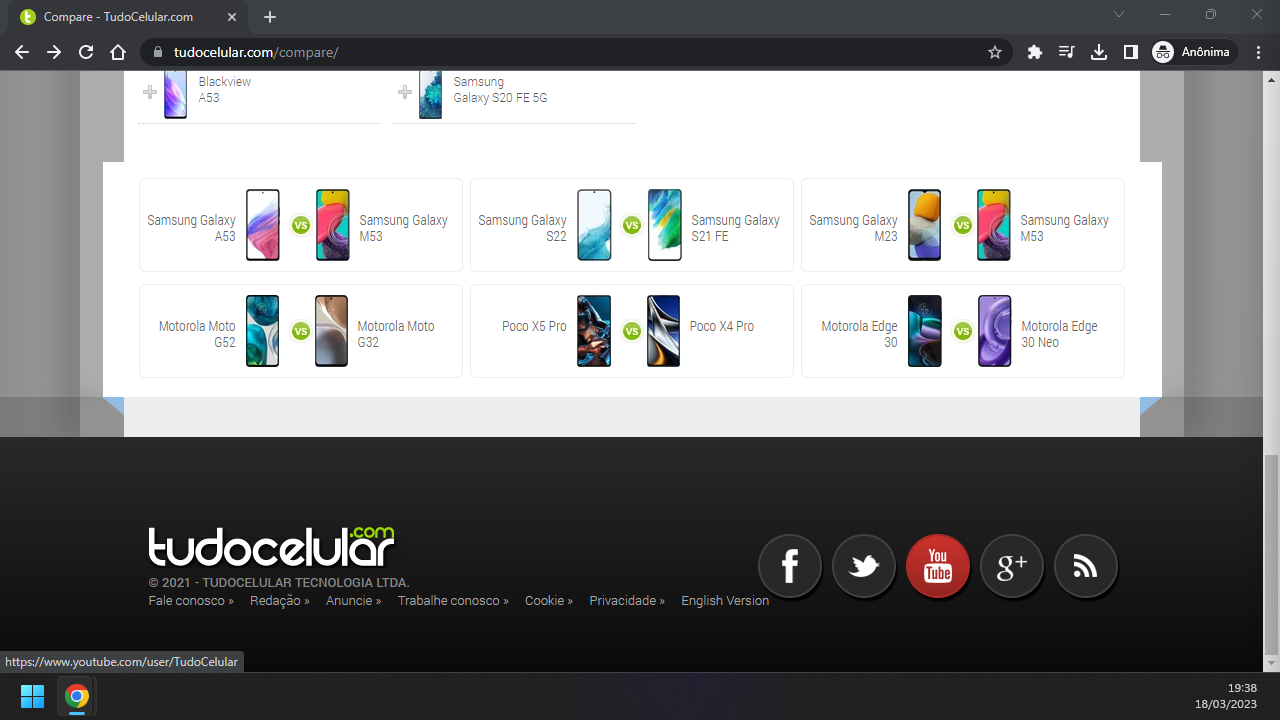 Compare - TudoCelular.com
tudocelular.com/compare/
Anônima
Blackview
A53
Samsung
Galaxy S20 FE 5G
Samsung Galaxy
A53
VS
Samsung Galaxy
M53
Samsung Galaxy
S22
VS
Samsung Galaxy
S21 FE
Samsung Galaxy
M23
VS
Samsung Galaxy
M53
Motorola Moto
G52
VS
Motorola Moto
G32
Poco X5 Pro
VS
Poco X4 Pro
Motorola Edge
30
VS
Motorola Edge
30 Neo
tudocelular.com
© 2021 - TUDOCELULAR TECNOLOGIA LTDA.
Fale conosco » Redação » Anuncie » Trabalhe conosco » Cookie » Privacidade » English Version
You
Tube
g+
https://www.youtube.com/user/TudoCelular
19:38
18/03/2023